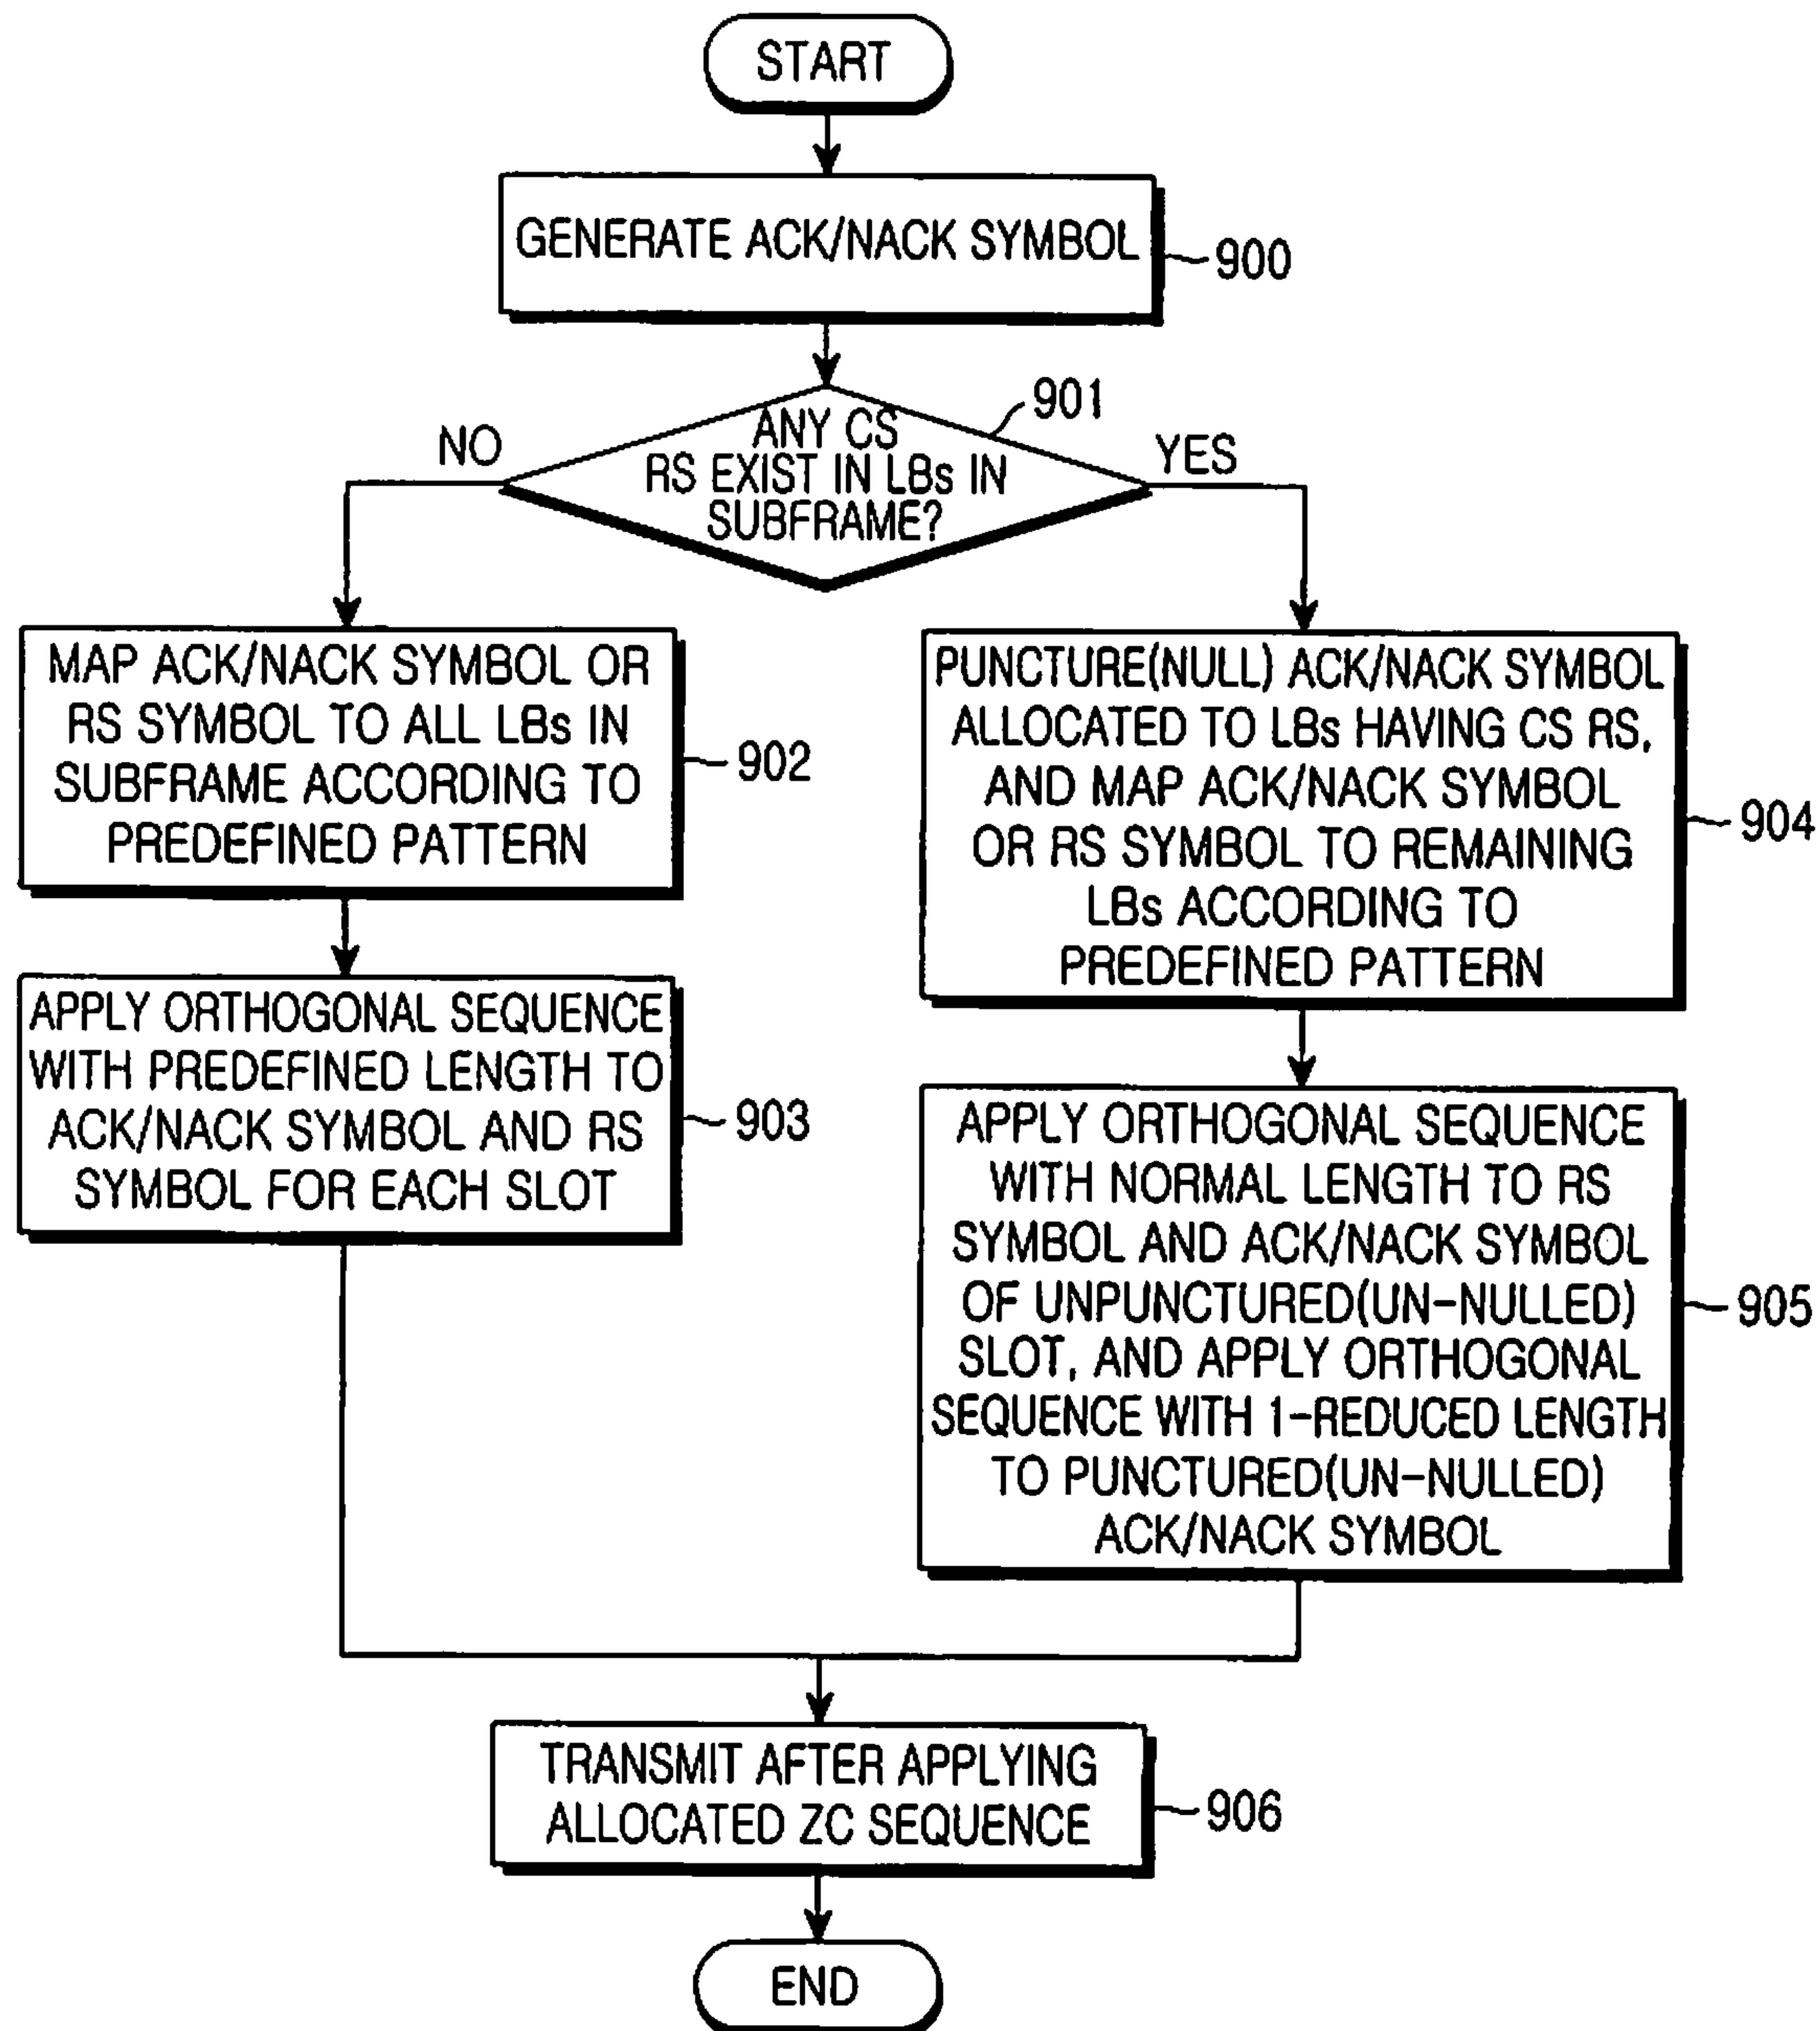 START
GENERATE ACK/NACK SYMBOL
900
901
ANY CS
RS EXIST IN LBs IN
SUBFRAME?
NO
YES
MAP ACK/NACK SYMBOL OR
RS SYMBOL TO ALL LBs IN
SUBFRAME ACCORDING TO
PREDEFINED PATTERN
902
APPLY ORTHOGONAL SEQUENCE
WITH PREDEFINED LENGTH TO
ACK/NACK SYMBOL AND RS
SYMBOL FOR EACH SLOT
903
PUNCTURE(NULL) ACK/NACK SYMBOL
ALLOCATED TO LBs HAVING CS RS,
AND MAP ACK/NACK SYMBOL
OR RS SYMBOL TO REMAINING
LBs ACCORDING TO
PREDEFINED PATTERN
904
APPLY ORTHOGONAL SEQUENCE
WITH NORMAL LENGTH TO RS
SYMBOL AND ACK/NACK SYMBOL
OF UNPUNCTURED(UN-NULLED)
SLOT, AND APPLY ORTHOGONAL
SEQUENCE WITH 1-REDUCED LENGTH
TO PUNCTURED(UN-NULLED)
ACK/NACK SYMBOL
905
TRANSMIT AFTER APPLYING
ALLOCATED ZC SEQUENCE
906
END